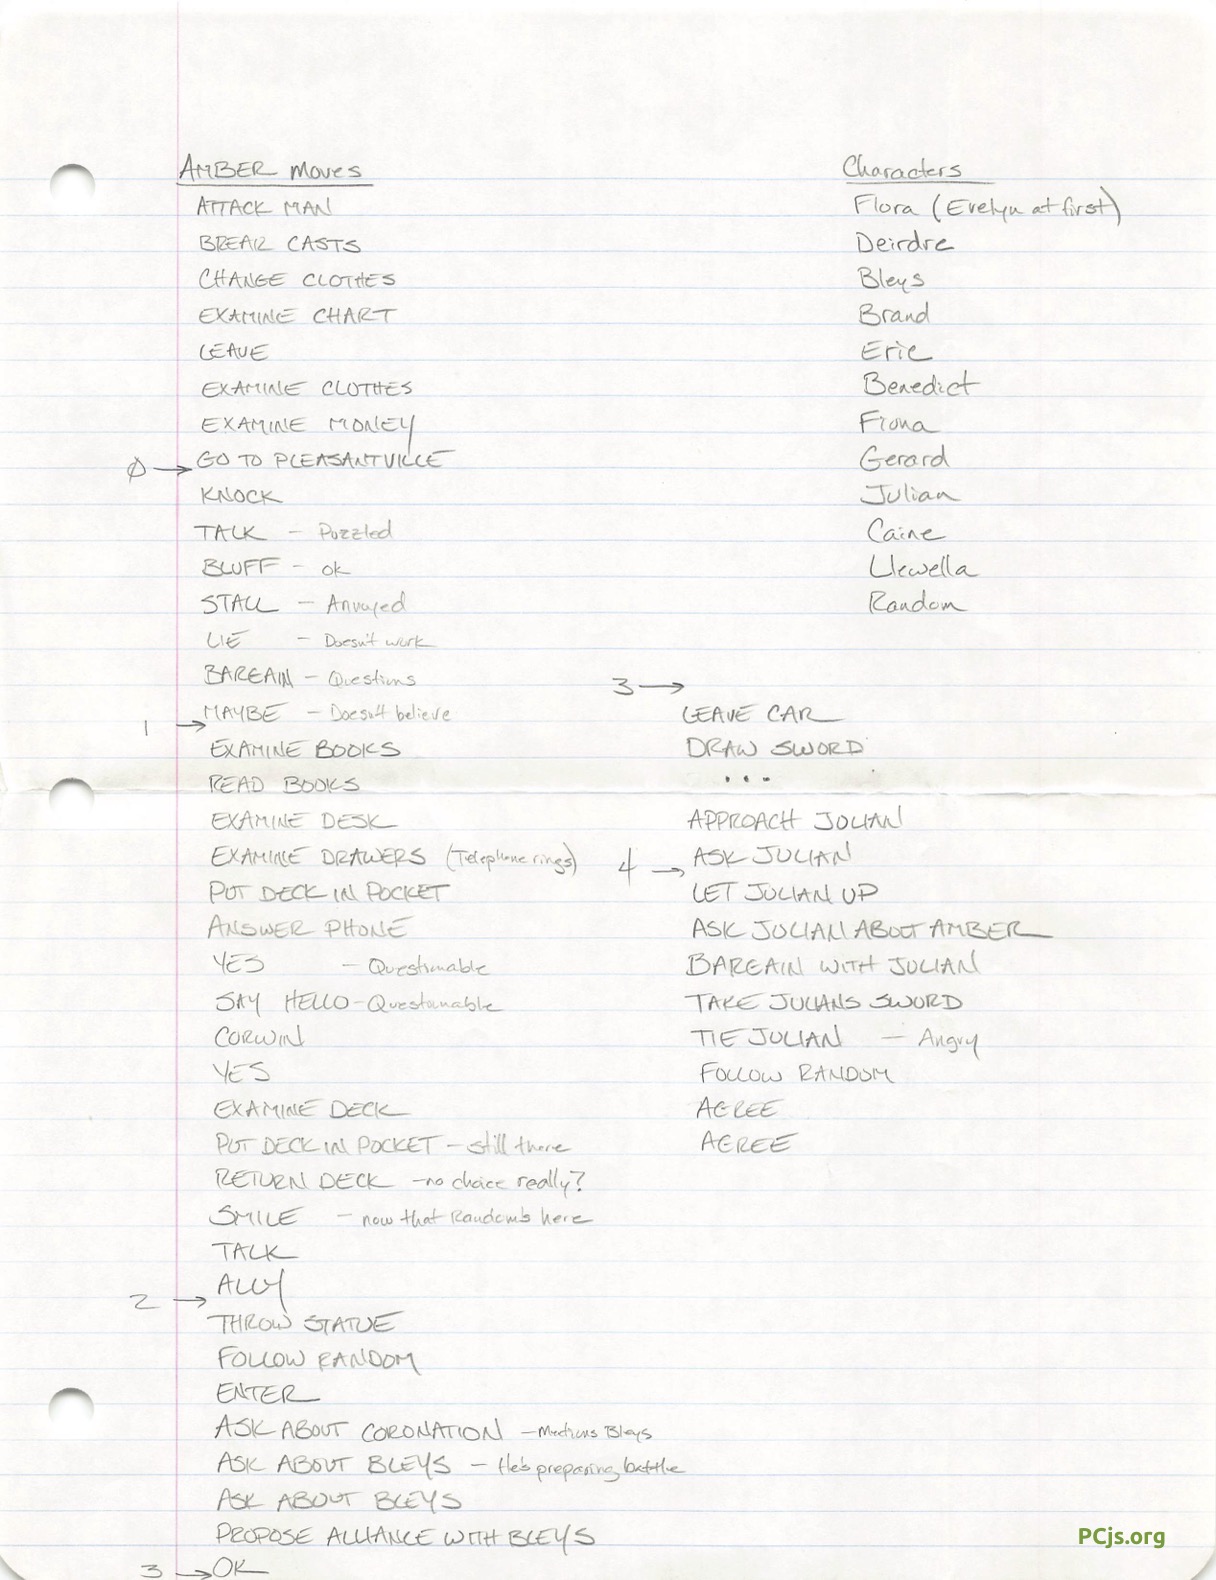 AMBER Moves
ATTACK MAN
BREAK CASTS
CHANGE CLOTHES
EXAMINE CHART
LEAVE
EXAMINE CLOTHES
EXAMINE MONEY
Ø → GO TO PLEASANTVILLE
KNOCK
TALK - Puzzled
BLUFF - OK
STALL - Annoyed
LIE - Doesn't work
BARGAIN - Questions
1 → MAYBE - Doesn't believe
EXAMINE BOOKS
READ BOOKS
EXAMINE DESK
EXAMINE DRAWERS (Telephone rings)
PUT DECK IN POCKET
ANSWER PHONE
YES - Questionable
SAY HELLO - Questionable
CORWIN
YES
EXAMINE DECK
PUT DECK IN POCKET - still there
RETURN DECK - no choice really?
SMILE - now that Random's here
TALK
2 → ALLY
THROW STATUE
FOLLOW RANDOM
ENTER
ASK ABOUT CORONATION - Mentions Bleys
ASK ABOUT BLEYS - He's preparing battle
ASK ABOUT BLEYS
PROPOSE ALLIANCE WITH BLEYS
3 → OK
Characters
Flora (Evelyn at first)
Deirdre
Bleys
Brand
Eric
Benedict
Fiona
Gerard
Julian
Caine
Llewella
Random
3 →
LEAVE CAR
DRAW SWORD
...
APPROACH JULIAN
4 → ASK JULIAN
LET JULIAN UP
ASK JULIAN ABOUT AMBER
BARGAIN WITH JULIAN
TAKE JULIANS SWORD
TIE JULIAN - Angry
FOLLOW RANDOM
AGREE
AGREE
PCjs.org